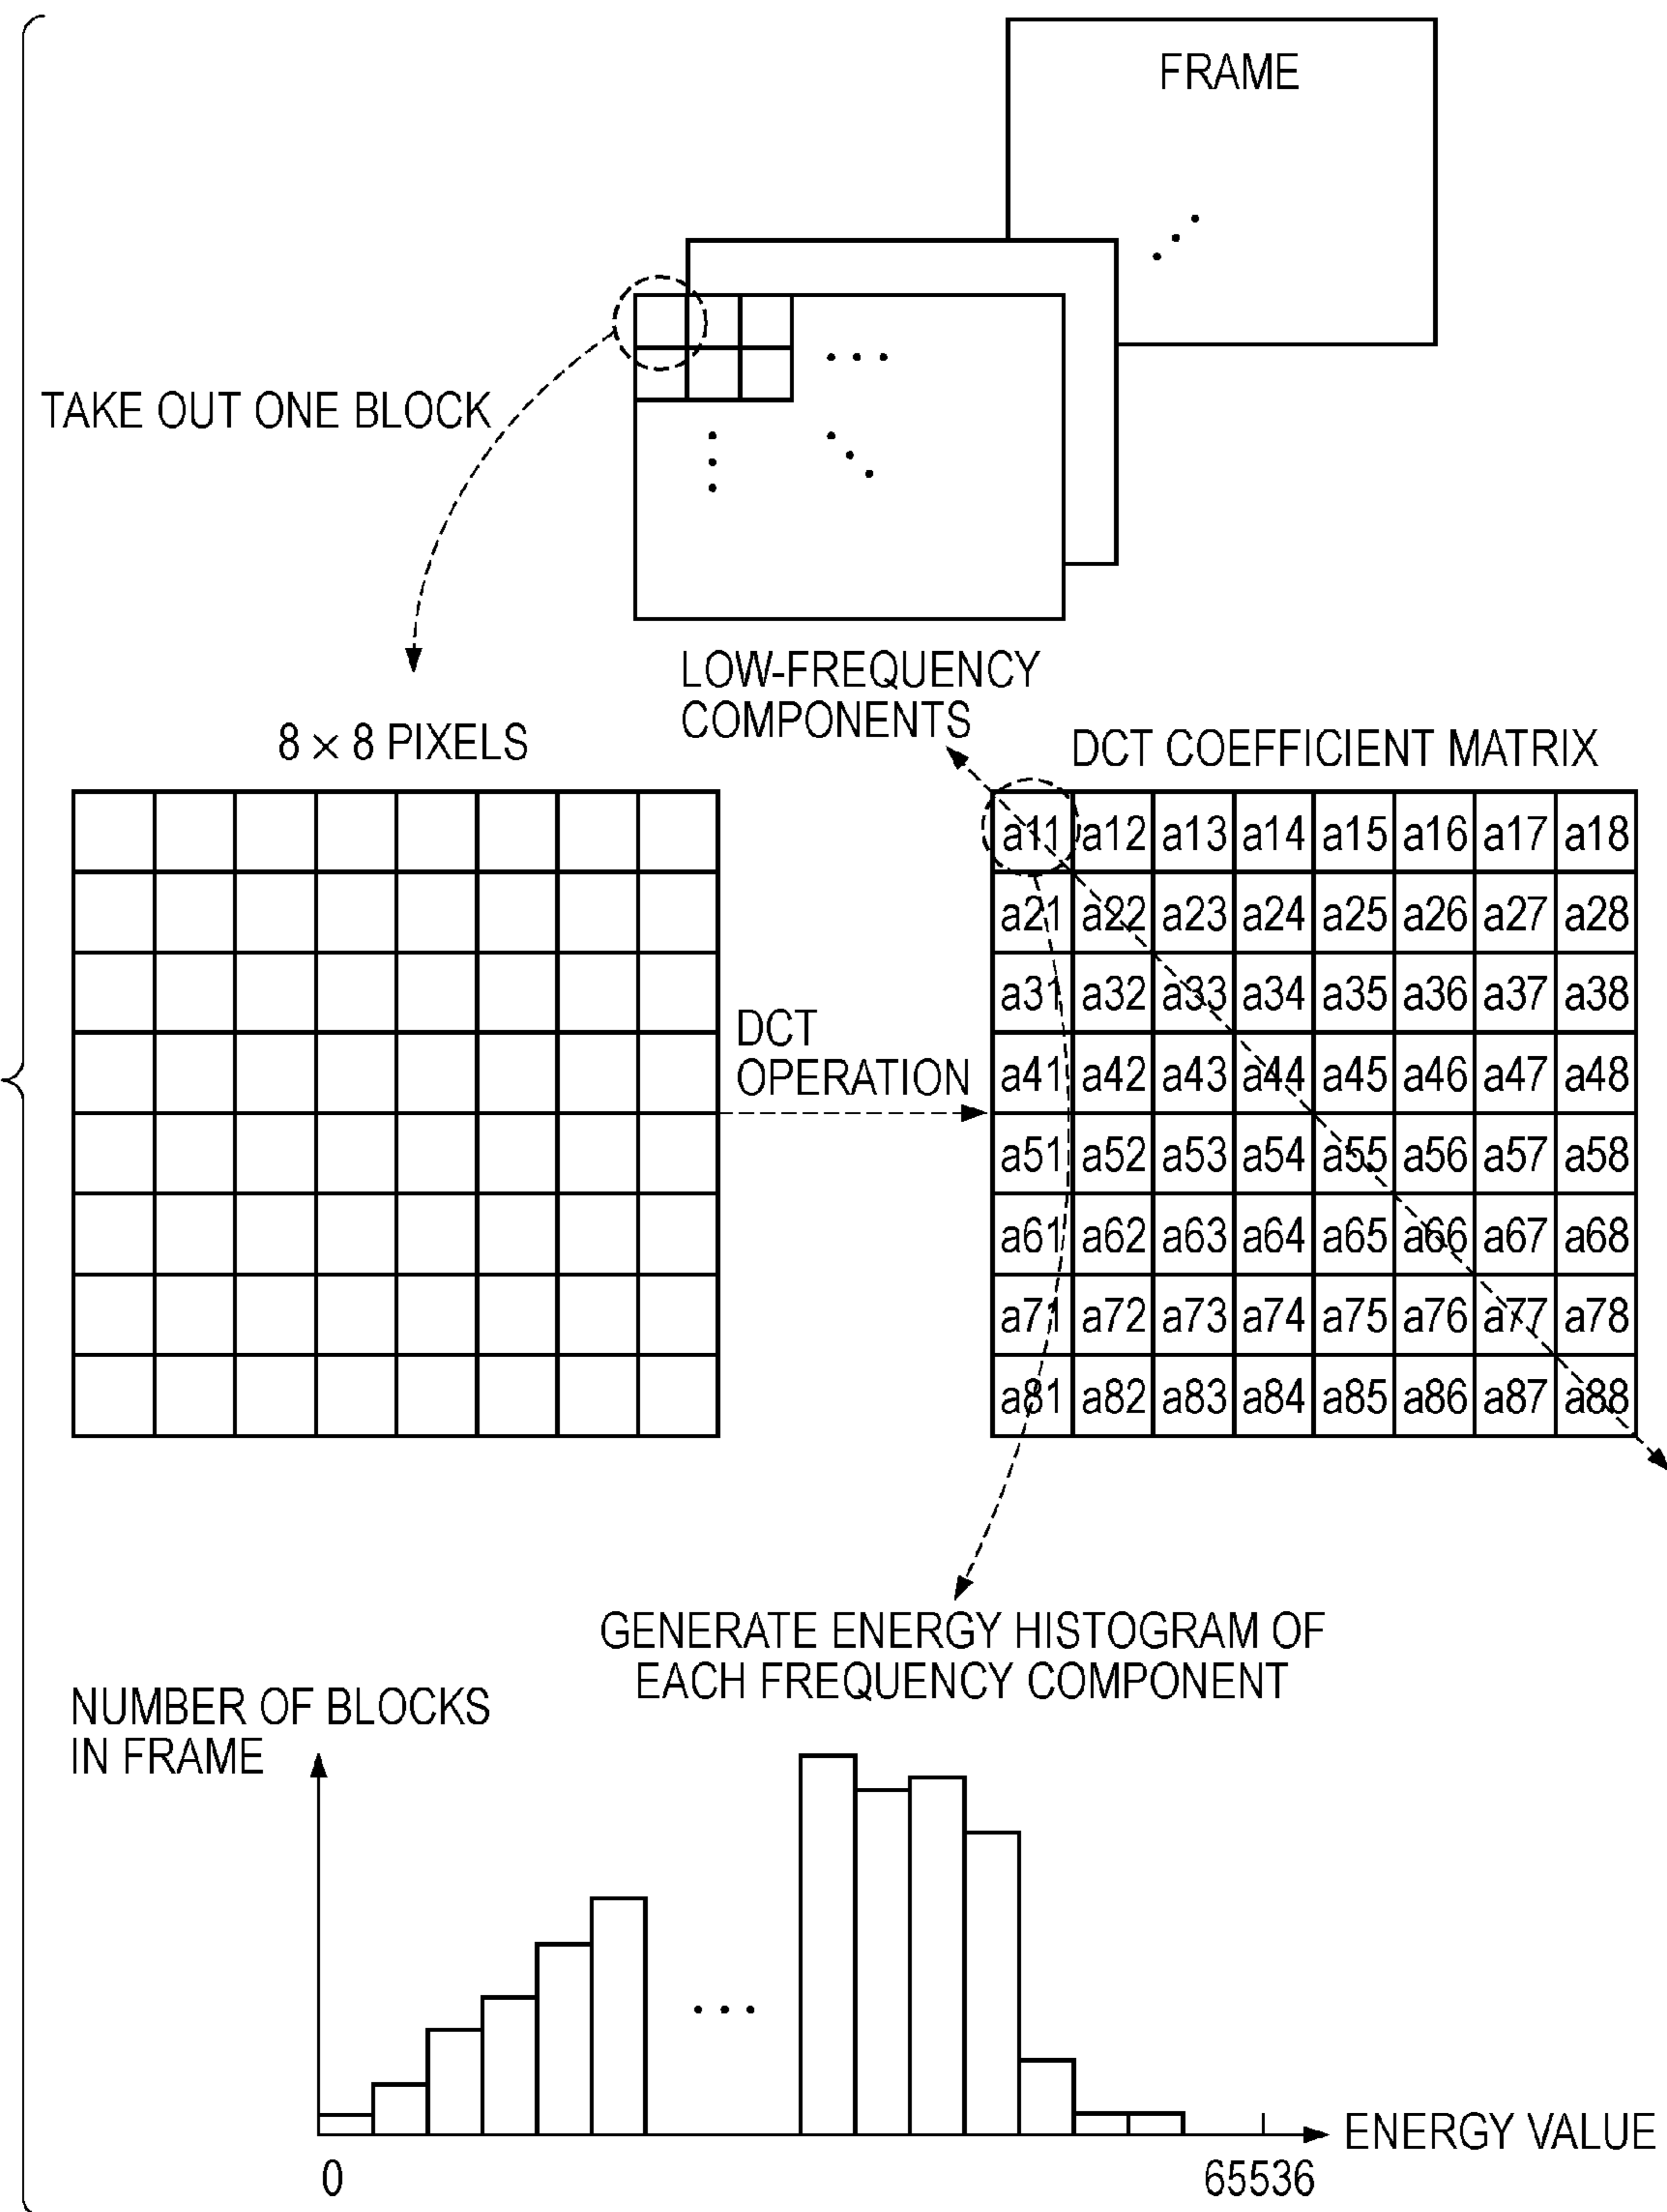 FRAME
TAKE OUT ONE BLOCK
LOW-FREQUENCY
COMPONENTS
8 × 8 PIXELS
DCT COEFFICIENT MATRIX
a11 a12 a13 a14 a15 a16 a17 a18
a21 a22 a23 a24 a25 a26 a27 a28
a31 a32 a33 a34 a35 a36 a37 a38
DCT
OPERATION
a41 a42 a43 a44 a45 a46 a47 a48
a51 a52 a53 a54 a55 a56 a57 a58
a61 a62 a63 a64 a65 a66 a67 a68
a71 a72 a73 a74 a75 a76 a77 a78
a81 a82 a83 a84 a85 a86 a87 a88
GENERATE ENERGY HISTOGRAM OF
EACH FREQUENCY COMPONENT
NUMBER OF BLOCKS
IN FRAME
ENERGY VALUE
0
65536